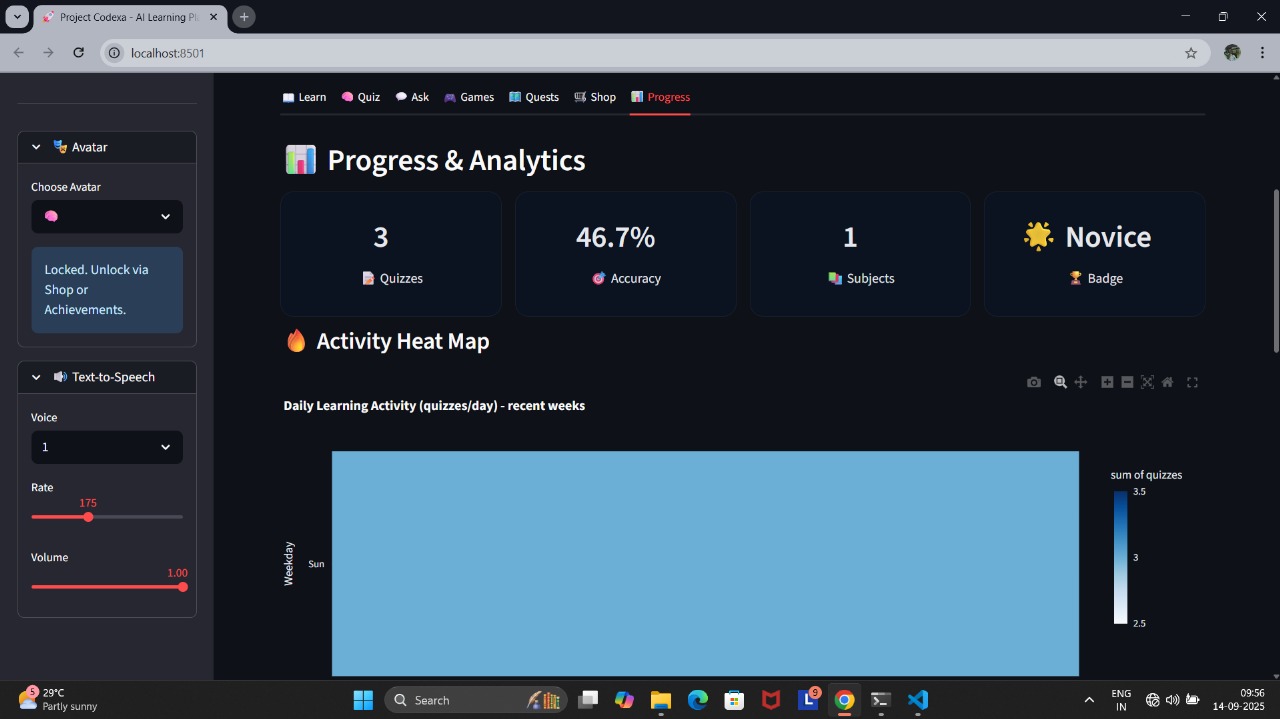 Project Codexa - AI Learning Pl
localhost:8501
Learn
Quiz
Ask
Games
Quests
Shop
Progress
Avatar
Choose Avatar
Locked. Unlock via
Shop or
Achievements.
Text-to-Speech
Voice
1
Rate
175
Volume
1.00
Progress & Analytics
3
Quizzes
46.7%
Accuracy
1
Subjects
Novice
Badge
Activity Heat Map
Daily Learning Activity (quizzes/day) - recent weeks
Weekday
Sun
sum of quizzes
3.5
3
2.5
5
29°C
Partly sunny
Search
9
ENG
IN
09:56
14-09-2025